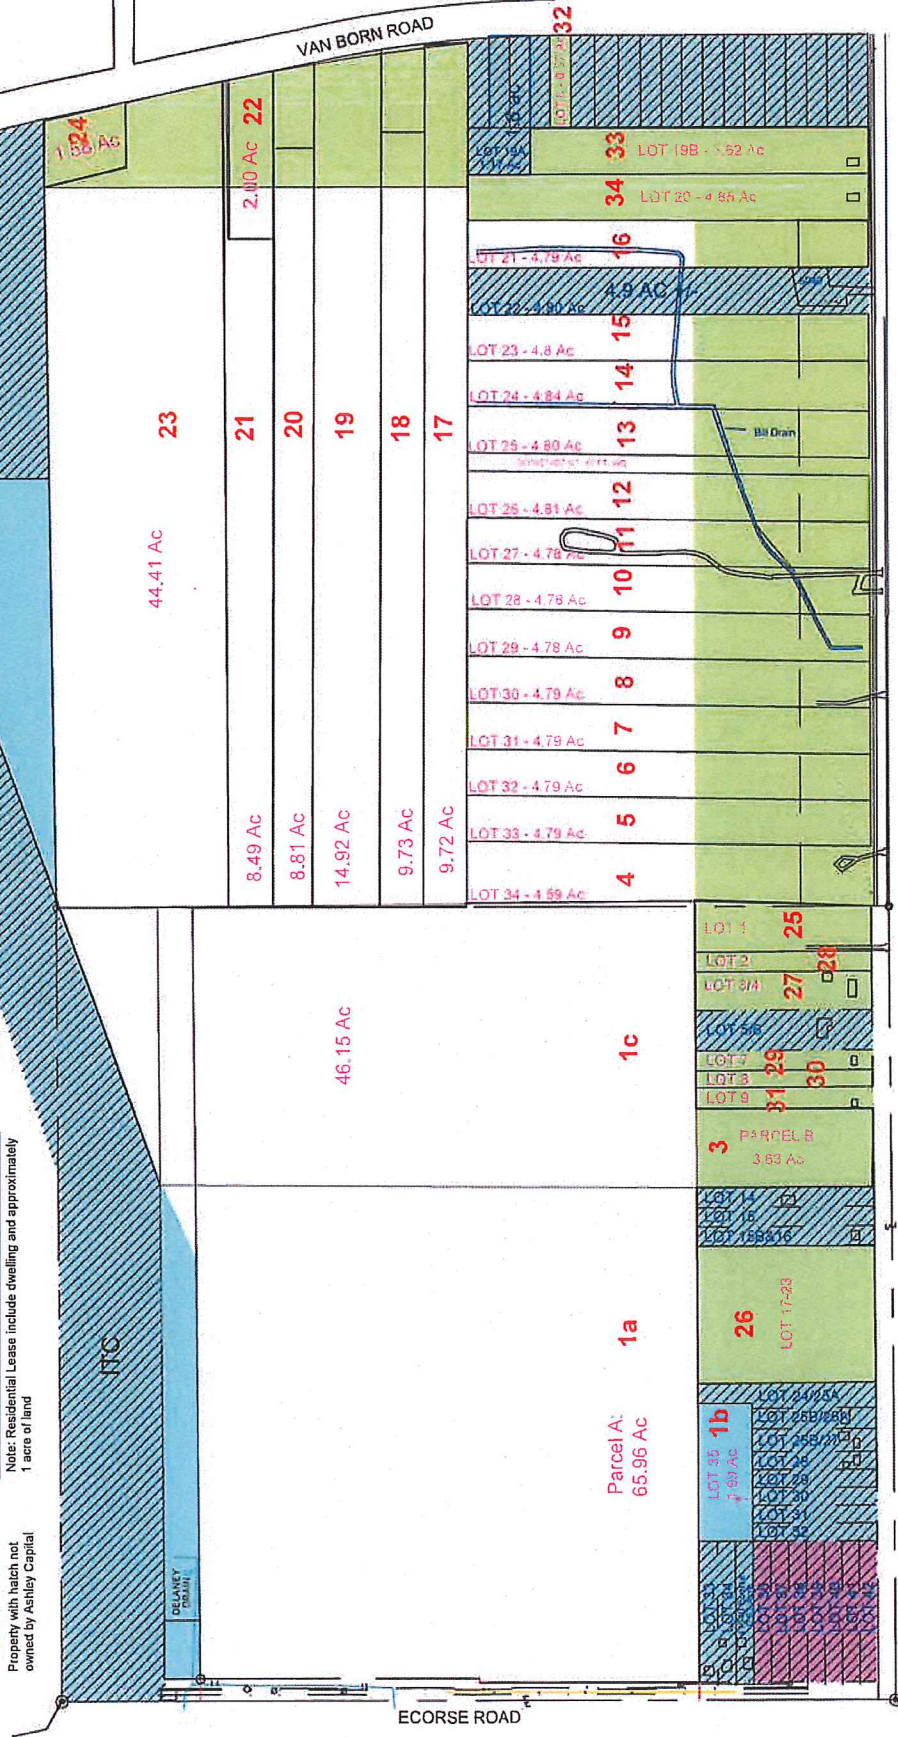 VAN BORN ROAD
32
24
22
2.00 Ac
33
LOT 19B -
34
LOT 20 - 4.85 Ac
16
LOT 21 - 4.79 Ac
4.9 AC +/-
LOT 22 - 4.90 Ac
15
LOT 23 - 4.8 Ac
14
LOT 24 - 4.84 Ac
13
LOT 25 - 4.80 Ac
Bill Drain
12
LOT 26 - 4.81 Ac
11
LOT 27 - 4.78 Ac
10
LOT 28 - 4.76 Ac
9
LOT 29 - 4.78 Ac
8
LOT 30 - 4.79 Ac
7
LOT 31 - 4.79 Ac
6
LOT 32 - 4.79 Ac
5
LOT 33 - 4.79 Ac
4
LOT 34 - 4.59 Ac
23
44.41 Ac
21
8.49 Ac
20
8.81 Ac
19
14.92 Ac
18
9.73 Ac
17
9.72 Ac
46.15 Ac
1c
LOT 1
25
LOT 2
28
LOT 3/4
27
LOT 5/6
LOT 7
29
LOT 8
30
LOT 9
31
3
PARCEL B
3.63 Ac
LOT 14
LOT 15
LOT 15B&16
26
LOT 17-23
ITC
1a
Parcel A:
65.96 Ac
LOT 35
1b
LOT 24/25A
LOT 28
LOT 29
LOT 30
LOT 31
LOT 32
LOT 33
LOT 34
DELANEY
DRAIN
ECORSE ROAD
Note: Residential Lease include dwelling and approximately
1 acre of land
Property with hatch not
owned by Ashley Capital